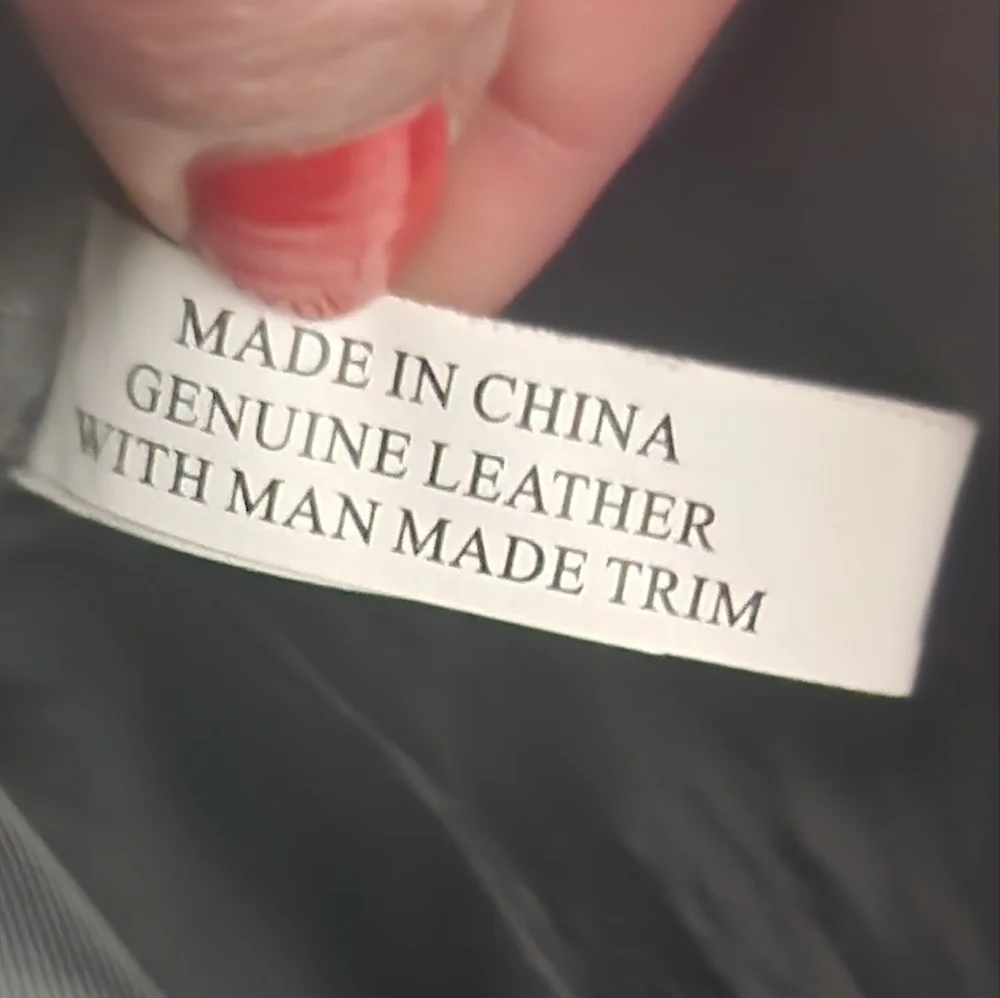 MADE IN CHINA
GENUINE LEATHER
WITH MAN MADE TRIM